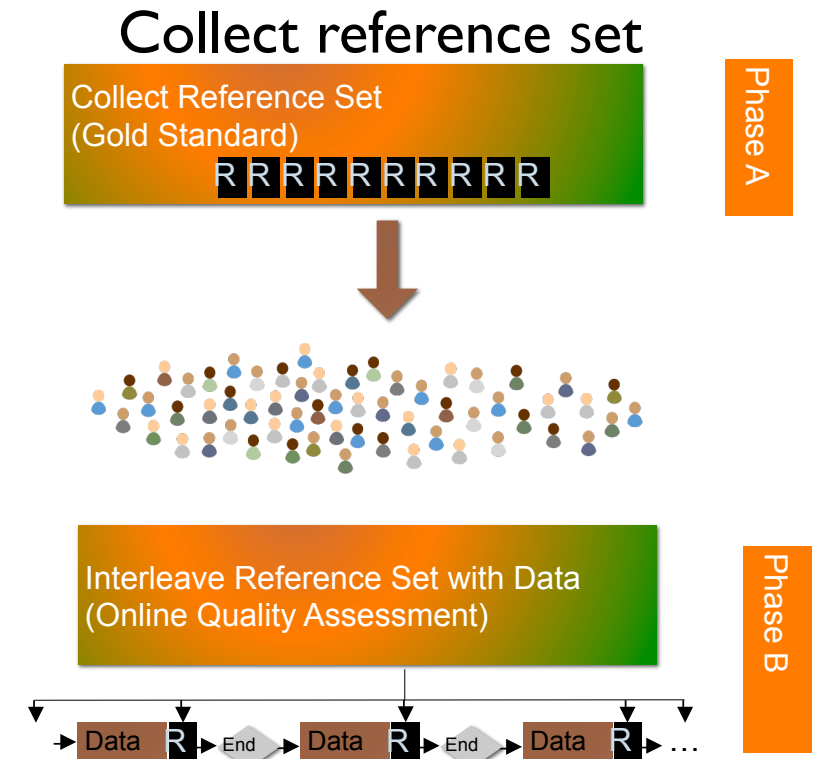 Collect reference set
Collect Reference Set
(Gold Standard)
R R R R R R R R R R
Phase A
Interleave Reference Set with Data
(Online Quality Assessment)
Phase B
Data R End Data R End Data R ...